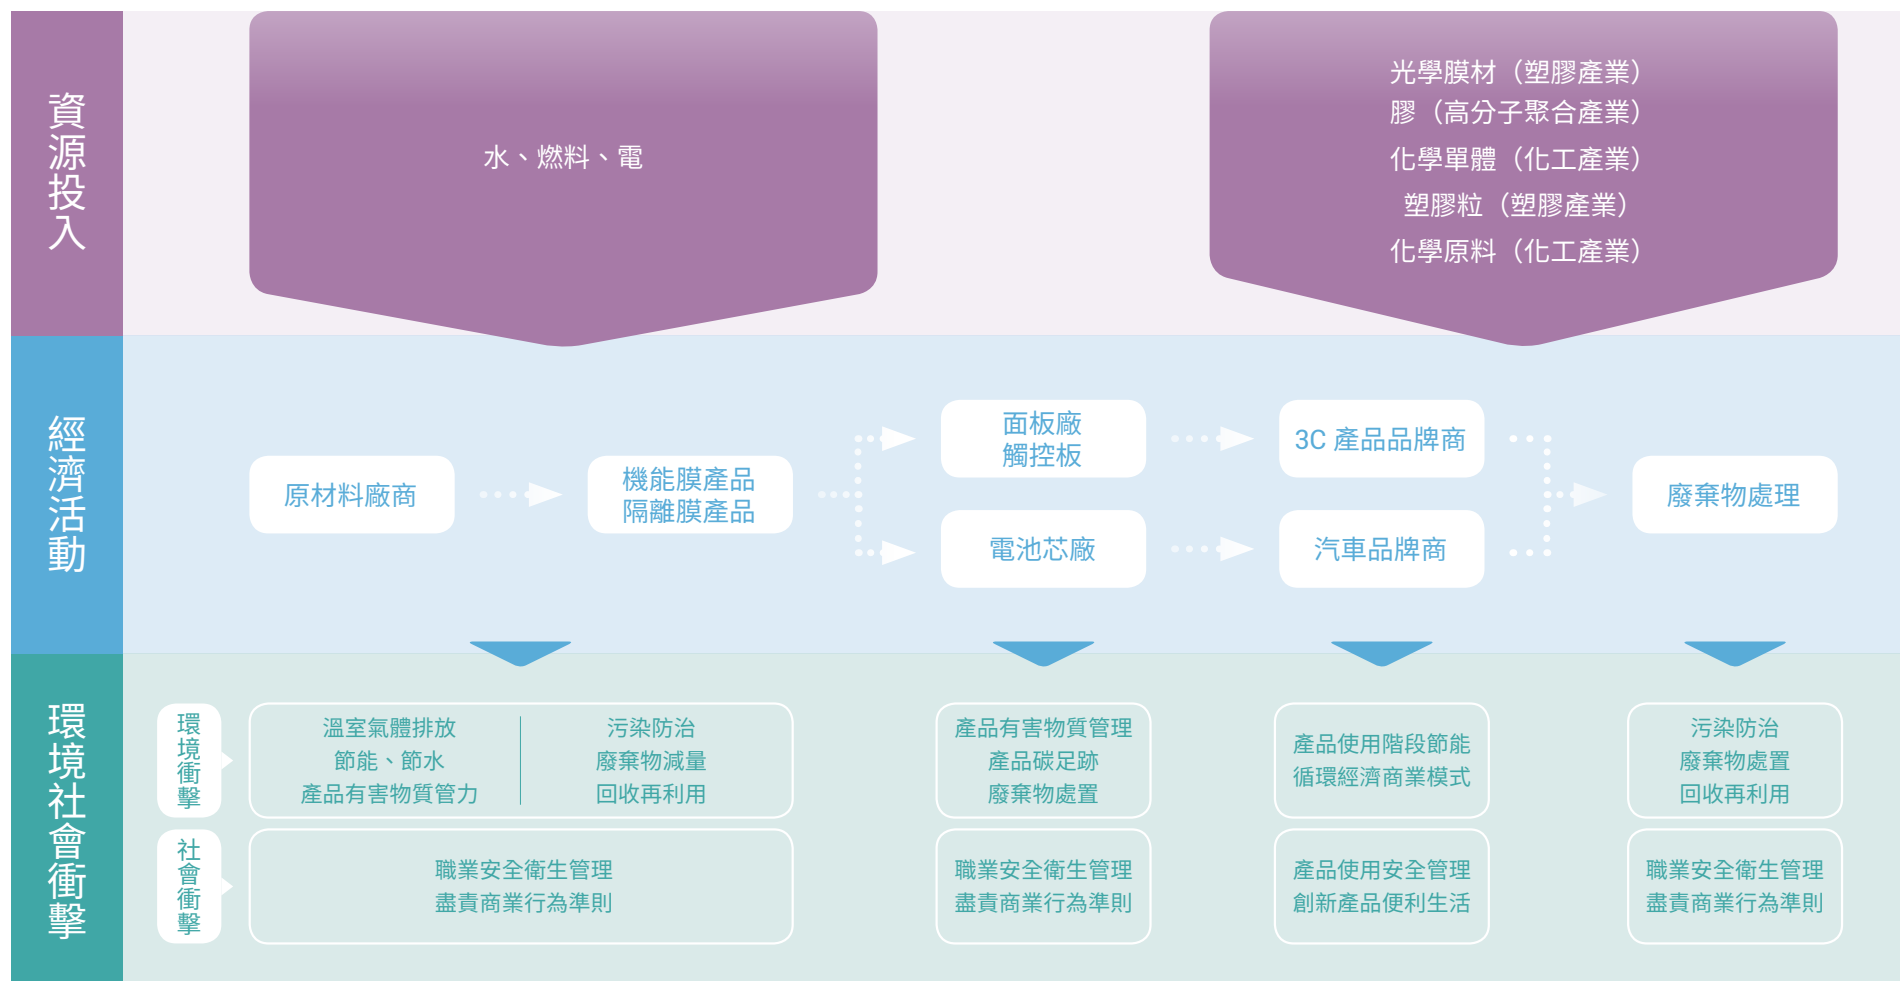 資源投入
水、燃料、電
光學膜材（塑膠產業）
膠（高分子聚合產業）
化學單體（化工產業）
塑膠粒（塑膠產業）
化學原料（化工產業）
經濟活動
原材料廠商
機能膜產品
隔離膜產品
面板廠
觸控板
電池芯廠
3C 產品品牌商
汽車品牌商
廢棄物處理
環境社會衝擊
環境衝擊
溫室氣體排放
節能、節水
產品有害物質管力
污染防治
廢棄物減量
回收再利用
產品有害物質管理
產品碳足跡
廢棄物處置
產品使用階段節能
循環經濟商業模式
污染防治
廢棄物處置
回收再利用
社會衝擊
職業安全衛生管理
盡責商業行為準則
職業安全衛生管理
盡責商業行為準則
產品使用安全管理
創新產品便利生活
職業安全衛生管理
盡責商業行為準則